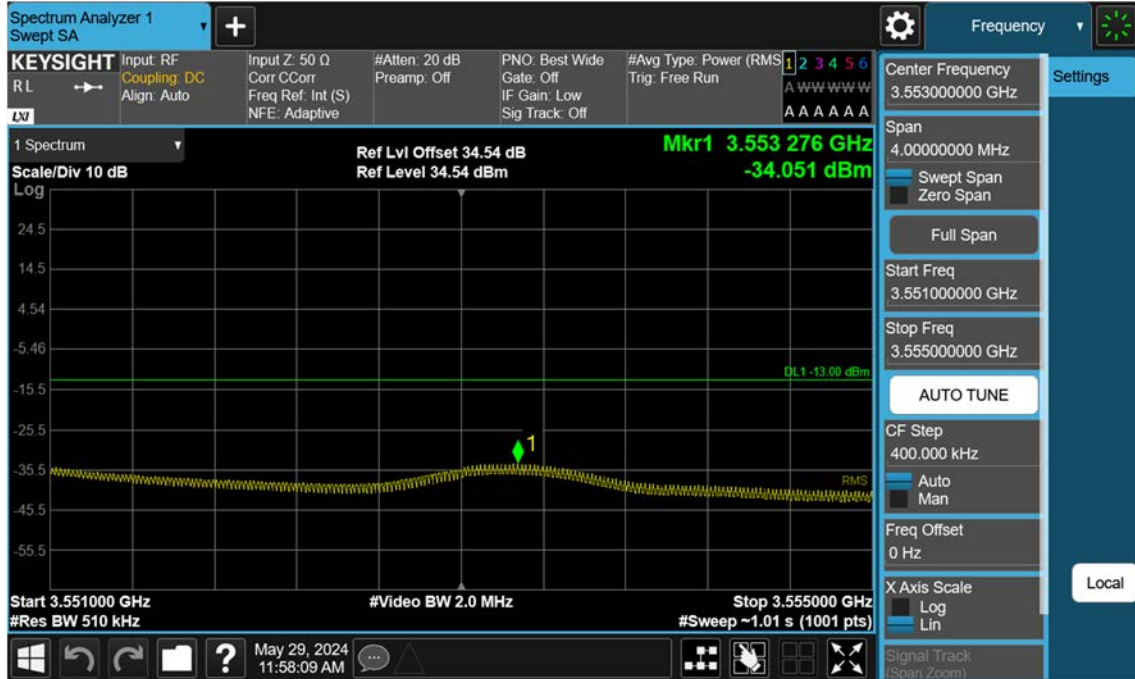 Spectrum Analyzer 1
Swept SA
Frequency
KEYSIGHT
Input: RF
Coupling: DC
Align: Auto
R L
LXI
Input Z: 50 Ω
Corr CCorr
Freq Ref: Int (S)
NFE: Adaptive
#Atten: 20 dB
Preamp: Off
PNO: Best Wide
Gate: Off
IF Gain: Low
Sig Track: Off
#Avg Type: Power (RMS
Trig: Free Run
1 2 3 4 5 6
A W W W W W
A A A A A A
1 Spectrum
Scale/Div 10 dB
Log
Ref Lvl Offset 34.54 dB
Ref Level 34.54 dBm
Mkr1 3.553 276 GHz
-34.051 dBm
24.5
14.5
4.54
-5.46
-15.5
-25.5
-35.5
-45.5
-55.5
DL1 -13.00 dBm
1
RMS
Start 3.551000 GHz
#Res BW 510 kHz
#Video BW 2.0 MHz
Stop 3.555000 GHz
#Sweep ~1.01 s (1001 pts)
?
May 29, 2024
11:58:09 AM
Center Frequency
3.553000000 GHz
Span
4.00000000 MHz
Swept Span
Zero Span
Full Span
Start Freq
3.551000000 GHz
Stop Freq
3.555000000 GHz
AUTO TUNE
CF Step
400.000 kHz
Auto
Man
Freq Offset
0 Hz
X Axis Scale
Log
Lin
Signal Track
(Span Zoom)
Settings
Local